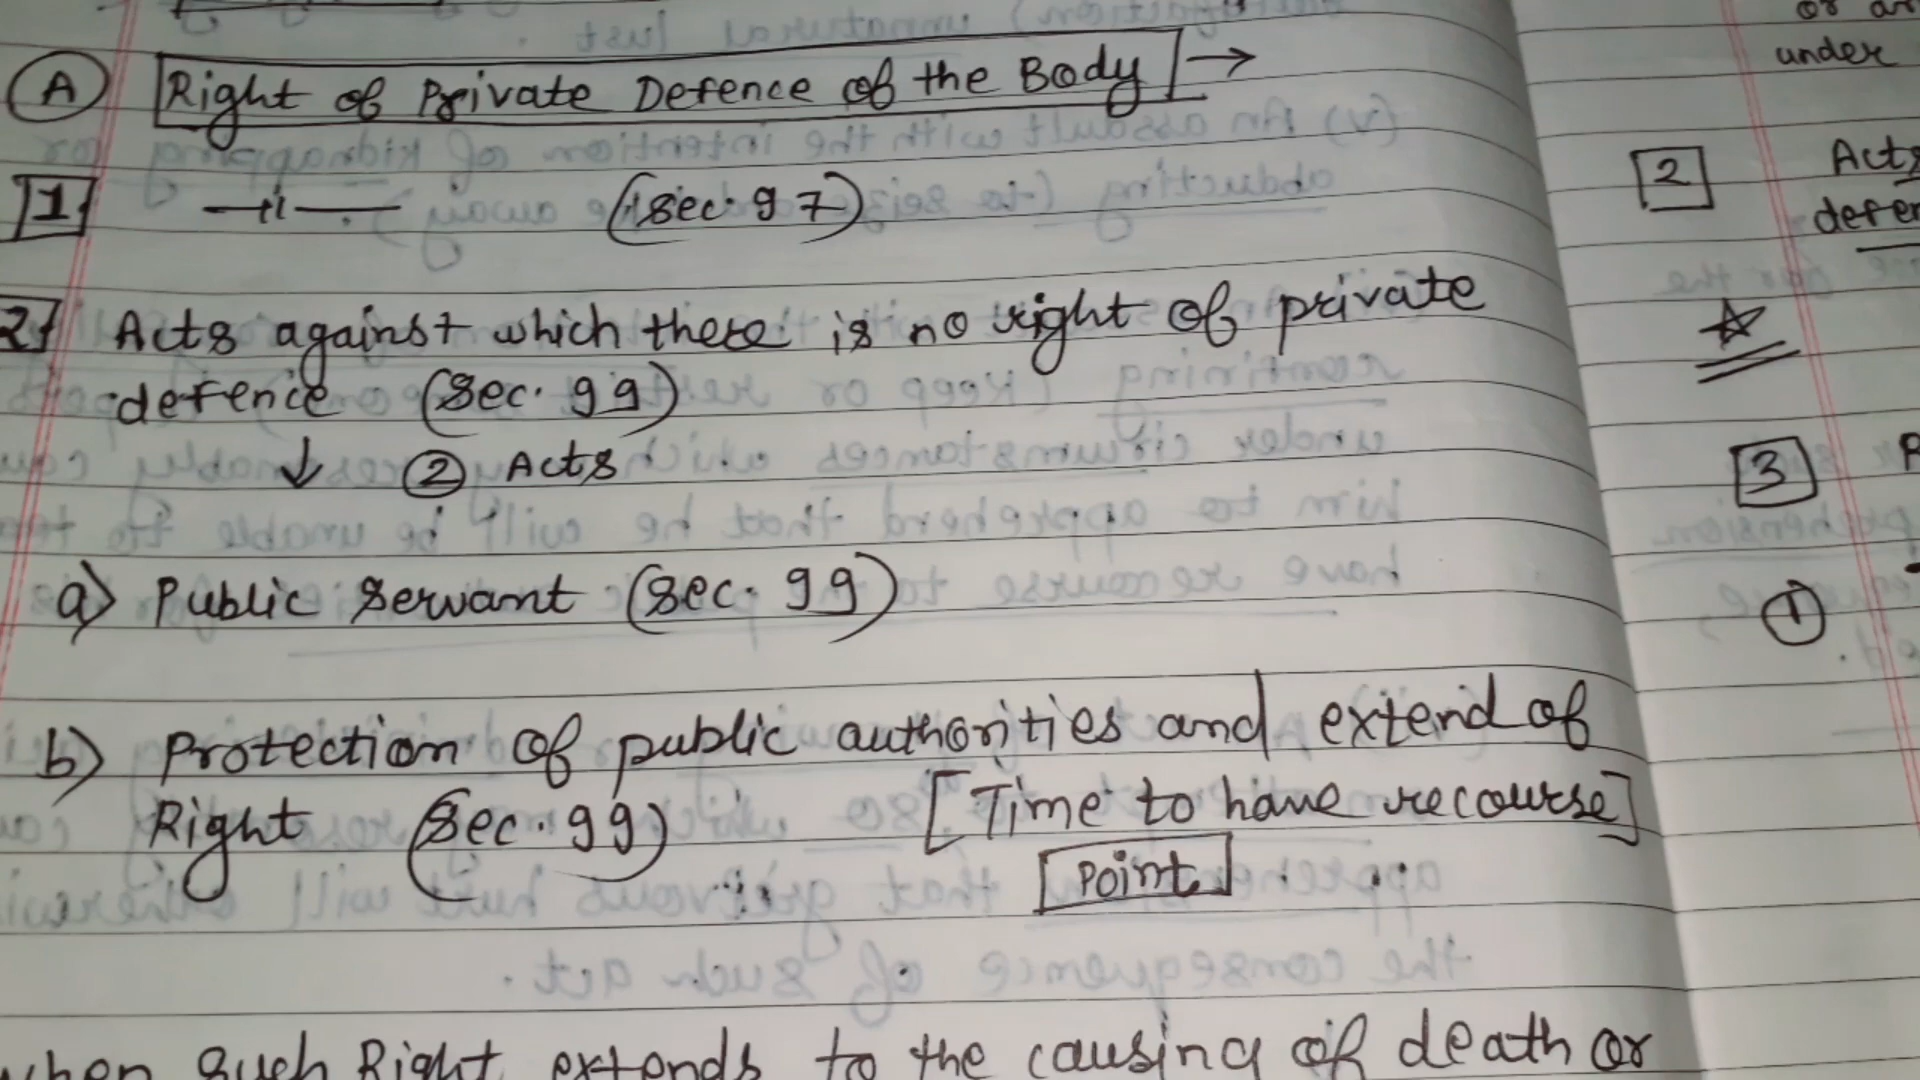 A Right of Private Defence of the Body →
1 —11— (Sec. 97)
2 Acts against which there is no right of private
defence (Sec. 99)
↓ 2 Acts
a) Public Servant (Sec. 99)
b) Protection of public authorities and extend of
Right (Sec. 99) [Time to have recourse]
Point
when such Right extends to the causing of death or
under
2 Acts
3
1